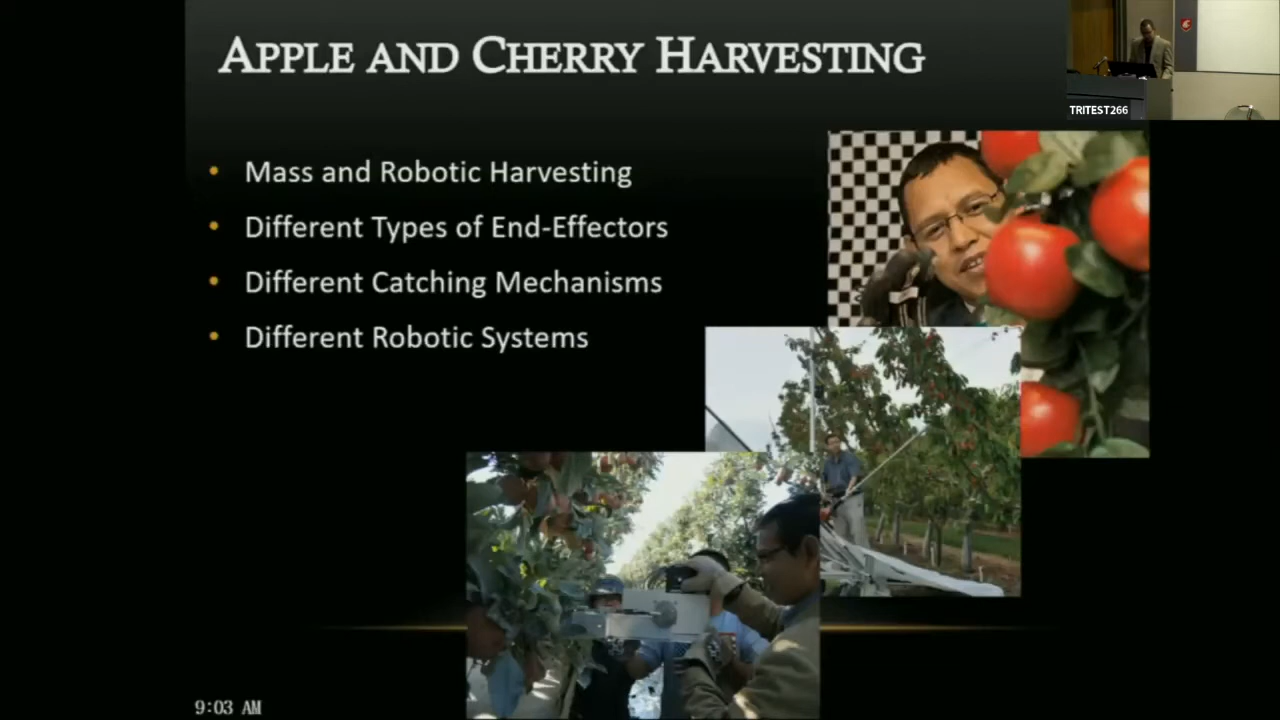 APPLE AND CHERRY HARVESTING
TRITEST266
• Mass and Robotic Harvesting
• Different Types of End-Effectors
• Different Catching Mechanisms
• Different Robotic Systems
9:03 AM